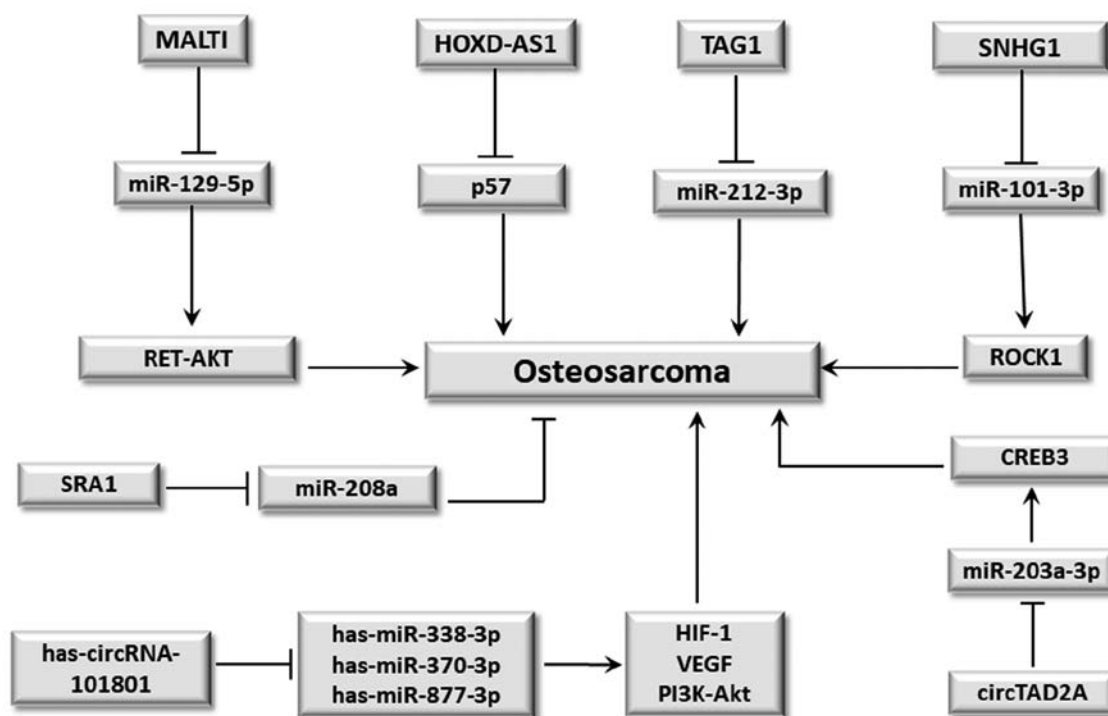 MALTI
HOXD-AS1
TAG1
SNHG1
miR-129-5p
p57
miR-212-3p
miR-101-3p
RET-AKT
Osteosarcoma
ROCK1
SRA1
miR-208a
CREB3
miR-203a-3p
has-circRNA-
101801
has-miR-338-3p
has-miR-370-3p
has-miR-877-3p
HIF-1
VEGF
PI3K-Akt
circTAD2A